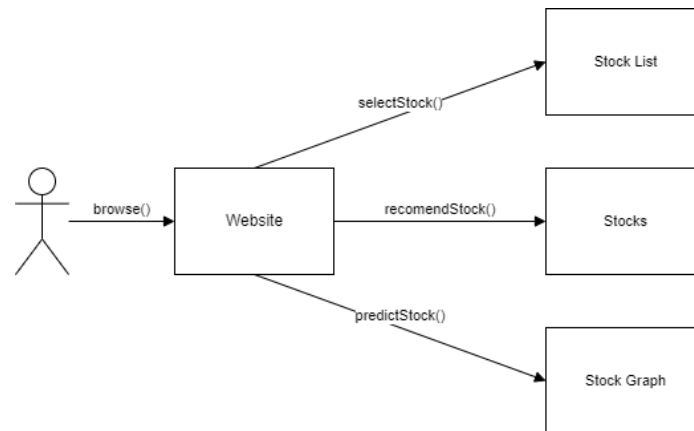 Stock List
selectStock()
browse()
Website
recomendStock()
Stocks
predictStock()
Stock Graph